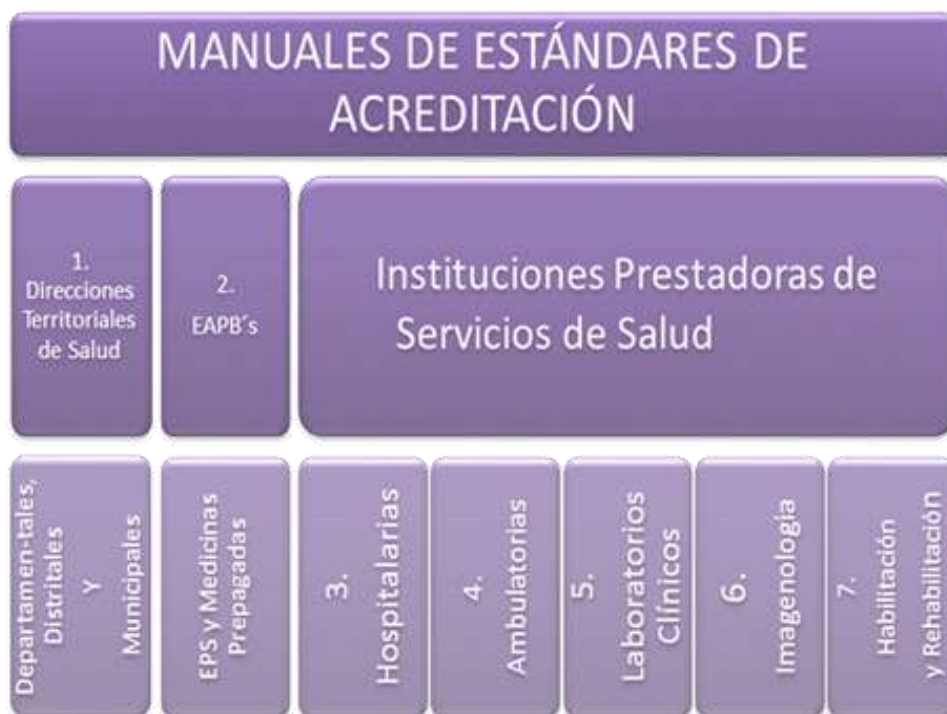 MANUALES DE ESTÁNDARES DE
ACREDITACIÓN
1.
Direcciones
Territoriales
de Salud
2.
EAPB´s
Instituciones Prestadoras de
Servicios de Salud
Departamen-tales,
Distritales
Y
Municipales
EPS y Medicinas
Prepagadas
3.
Hospitalarias
4.
Ambulatorias
5.
Laboratorios
Clínicos
6.
Imagenología
7.
Habilitación
y Rehabilitación